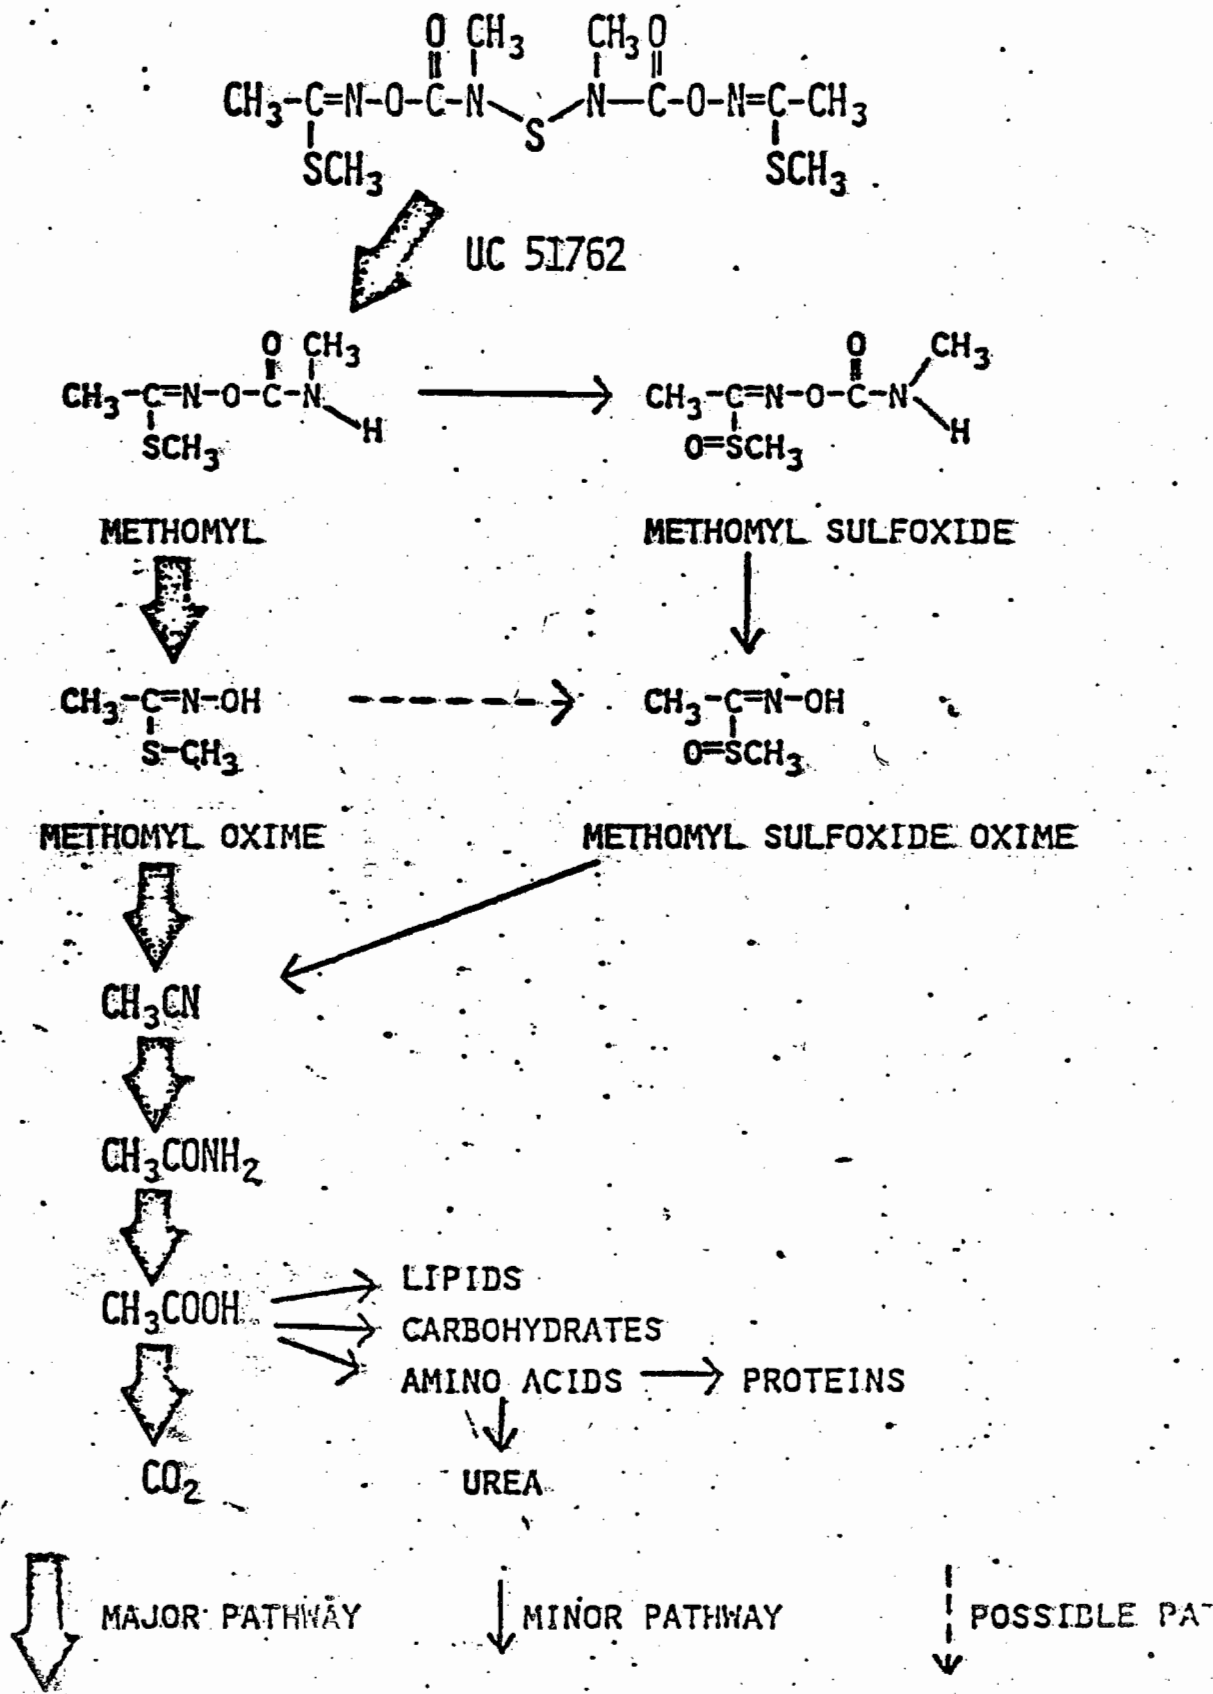 O CH3 CH3 O
CH3-C=N-O-C-N S N-C-O-N=C-CH3
SCH3 SCH3
UC 51762
O CH3 O CH3
CH3-C=N-O-C-N H CH3-C=N-O-C-N H
SCH3 O=SCH3
METHOMYL METHOMYL SULFOXIDE
CH3-C=N-OH CH3-C=N-OH
S-CH3 O=SCH3
METHOMYL OXIME METHOMYL SULFOXIDE OXIME
CH3CN
CH3CONH2
LIPIDS
CH3COOH
CARBOHYDRATES
AMINO ACIDS PROTEINS
CO2 UREA
MAJOR PATHWAY MINOR PATHWAY POSSIBLE PA